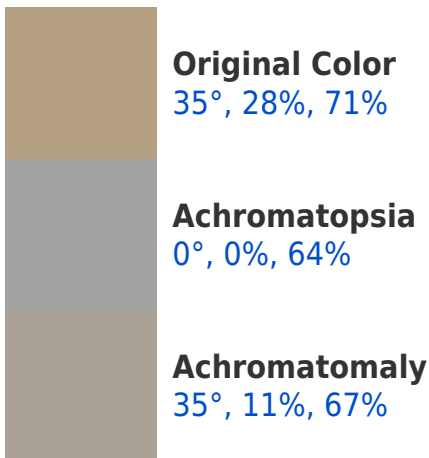 Original Color
35°, 28%, 71%
Achromatopsia
0°, 0%, 64%
Achromatomaly
35°, 11%, 67%